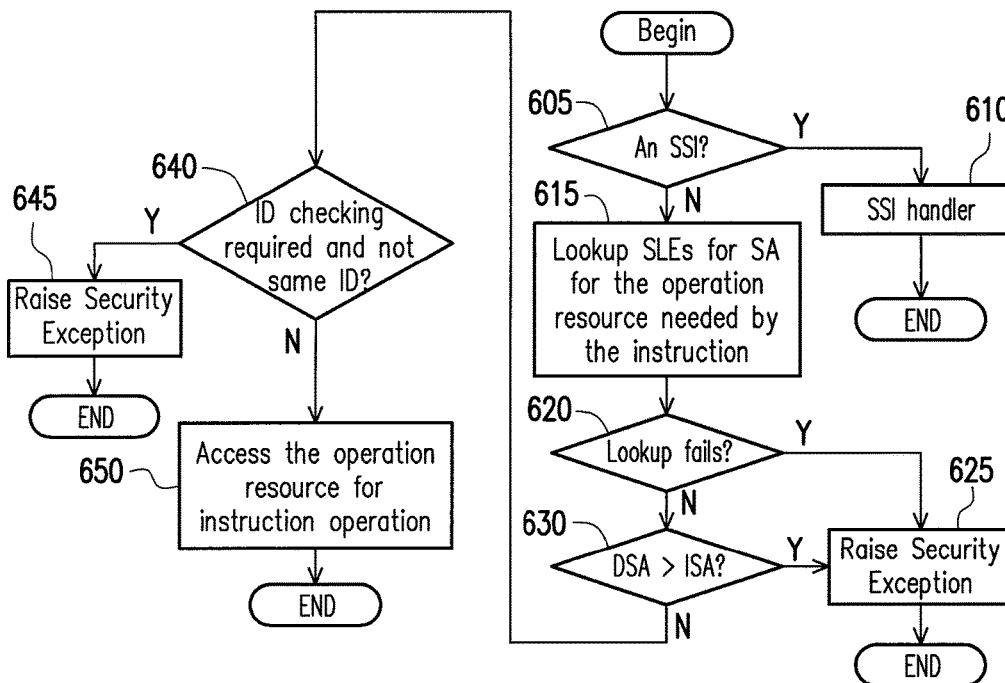 Begin
605
An SSI?
Y
610
SSI handler
END
N
615
Lookup SLEs for SA
for the operation
resource needed by
the instruction
620
Lookup fails?
Y
N
625
630
DSA > ISA?
Y
Raise Security
Exception
END
N
640
ID checking
required and not
same ID?
Y
645
Raise Security
Exception
END
N
650
Access the operation
resource for
instruction operation
END